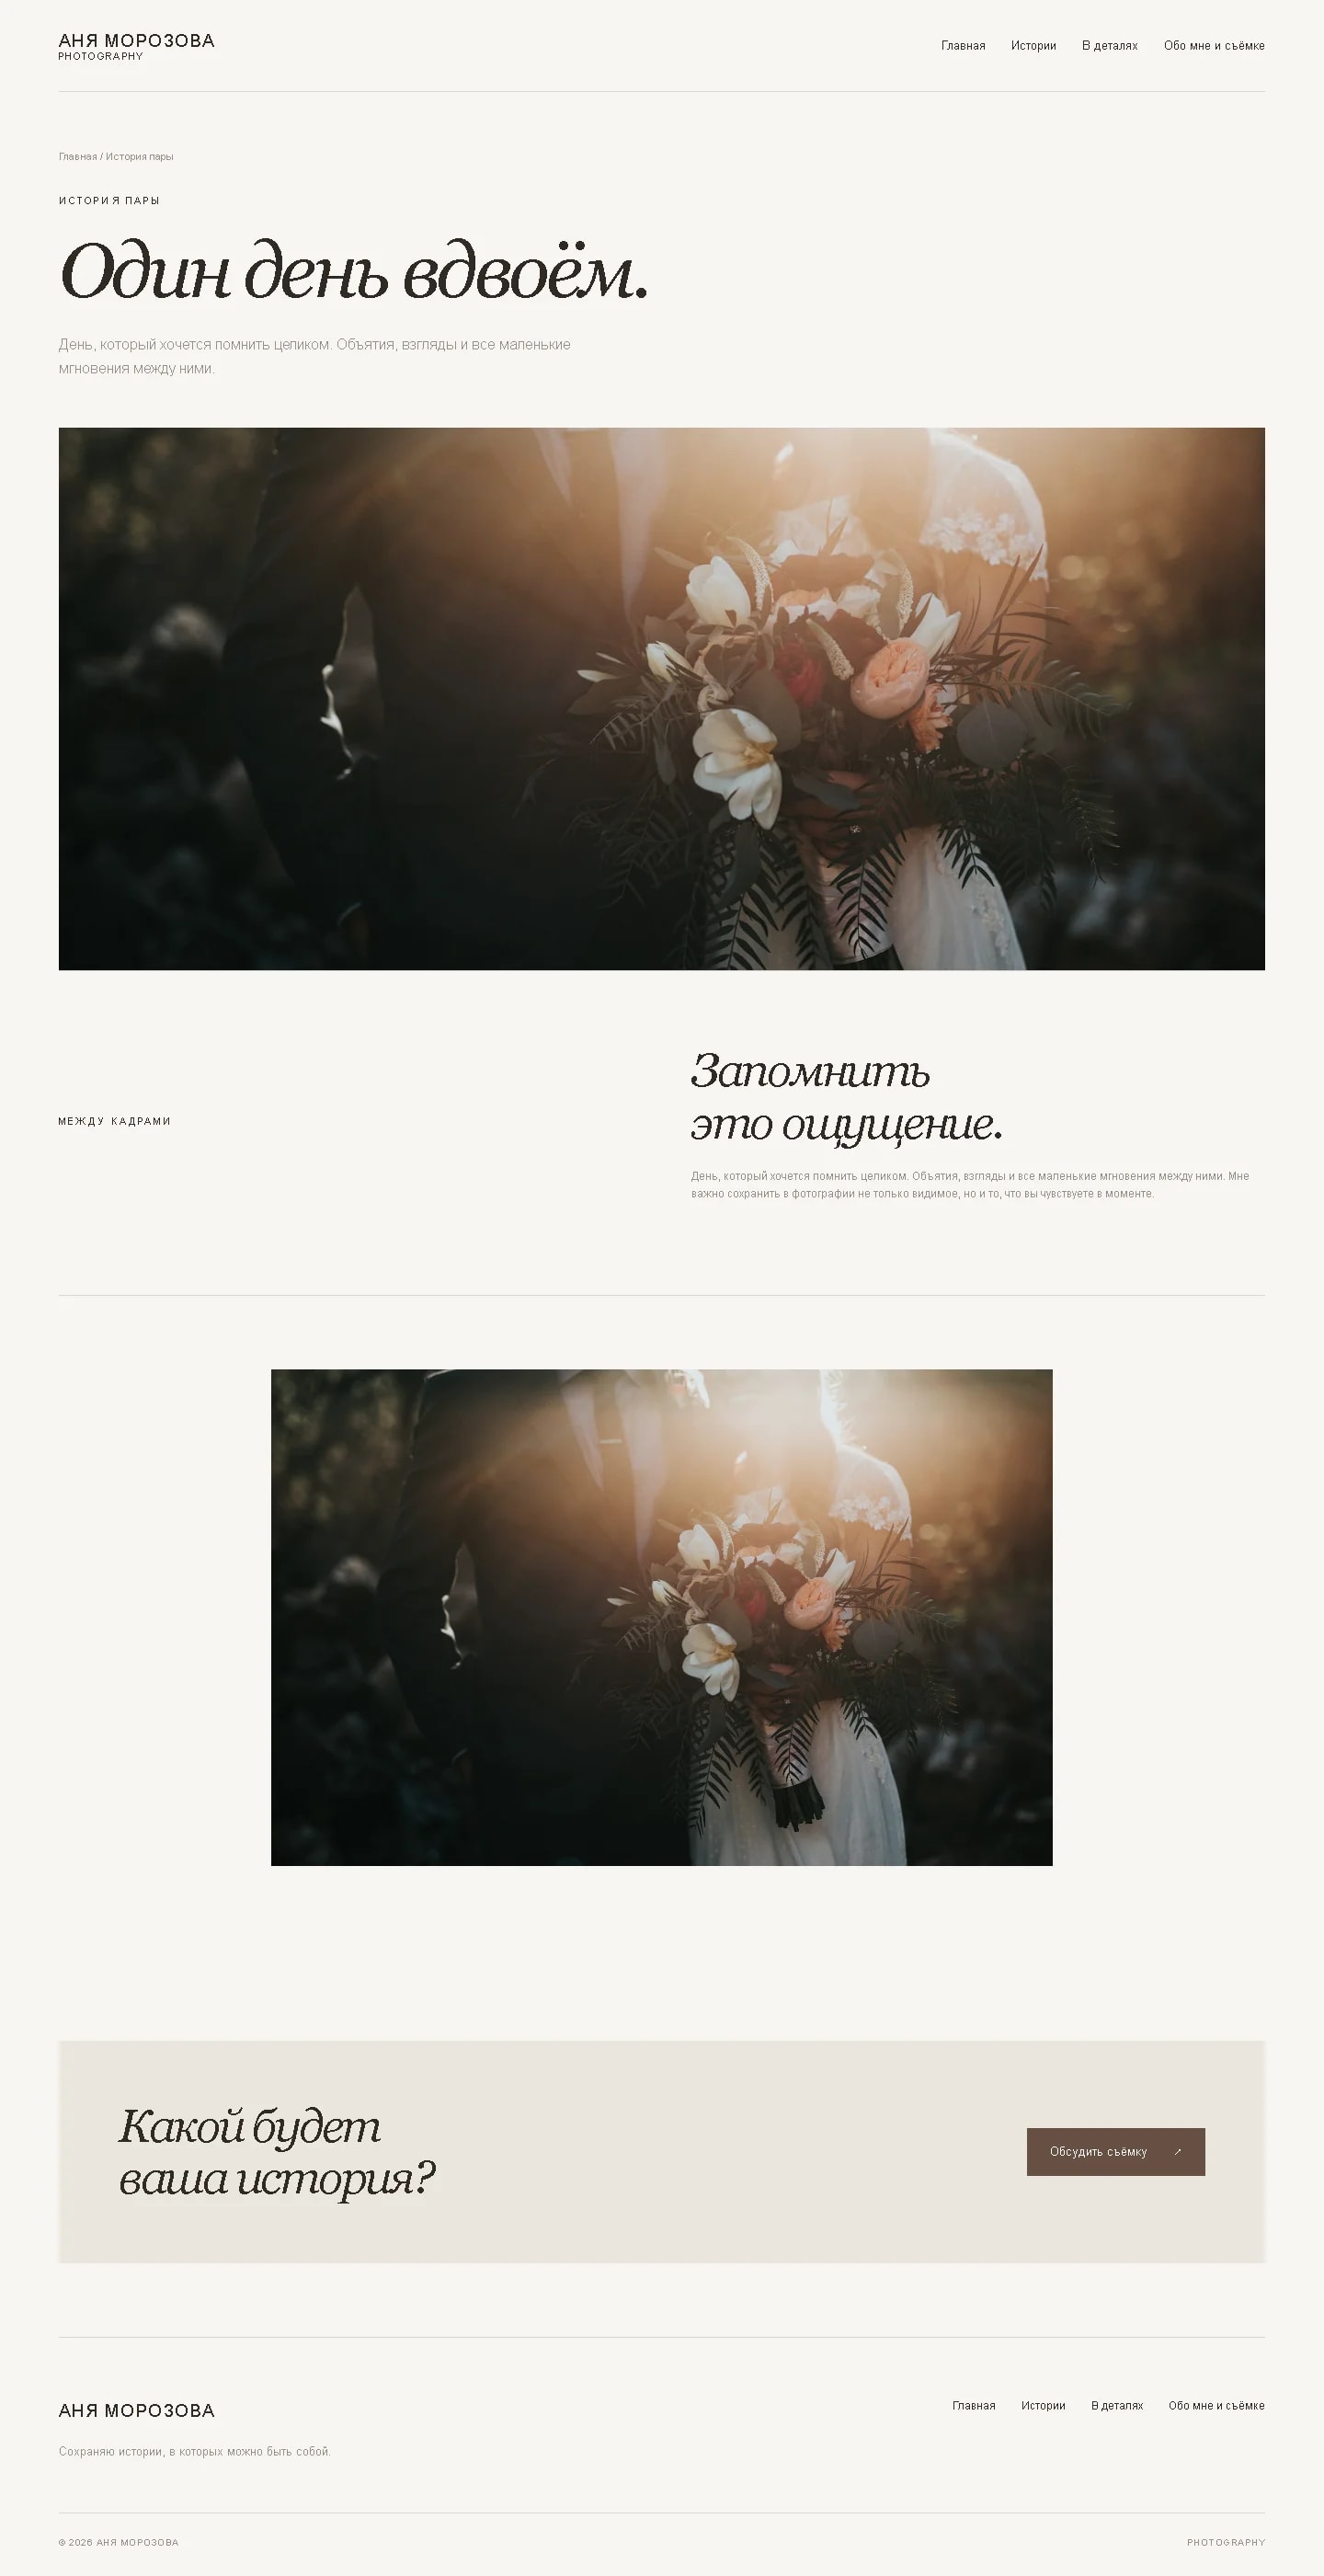 АНЯ МОРОЗОВА
PHOTOGRAPHY
Главная
Истории
В деталях
Обо мне и съёмке
Главная / История пары
ИСТОРИЯ ПАРЫ
Один день вдвоём.
День, который хочется помнить целиком. Объятия, взгляды и все маленькие
мгновения между ними.
Запомнить
это ощущение.
МЕЖДУ КАДРАМИ
День, который хочется помнить целиком. Объятия, взгляды и все маленькие мгновения между ними. Мне
важно сохранить в фотографии не только видимое, но и то, что вы чувствуете в моменте.
Какой будет
ваша история?
Обсудить съёмку ↗
АНЯ МОРОЗОВА
Главная
Истории
В деталях
Обо мне и съёмке
Сохраняю истории, в которых можно быть собой.
© 2026 АНЯ МОРОЗОВА
PHOTOGRAPHY